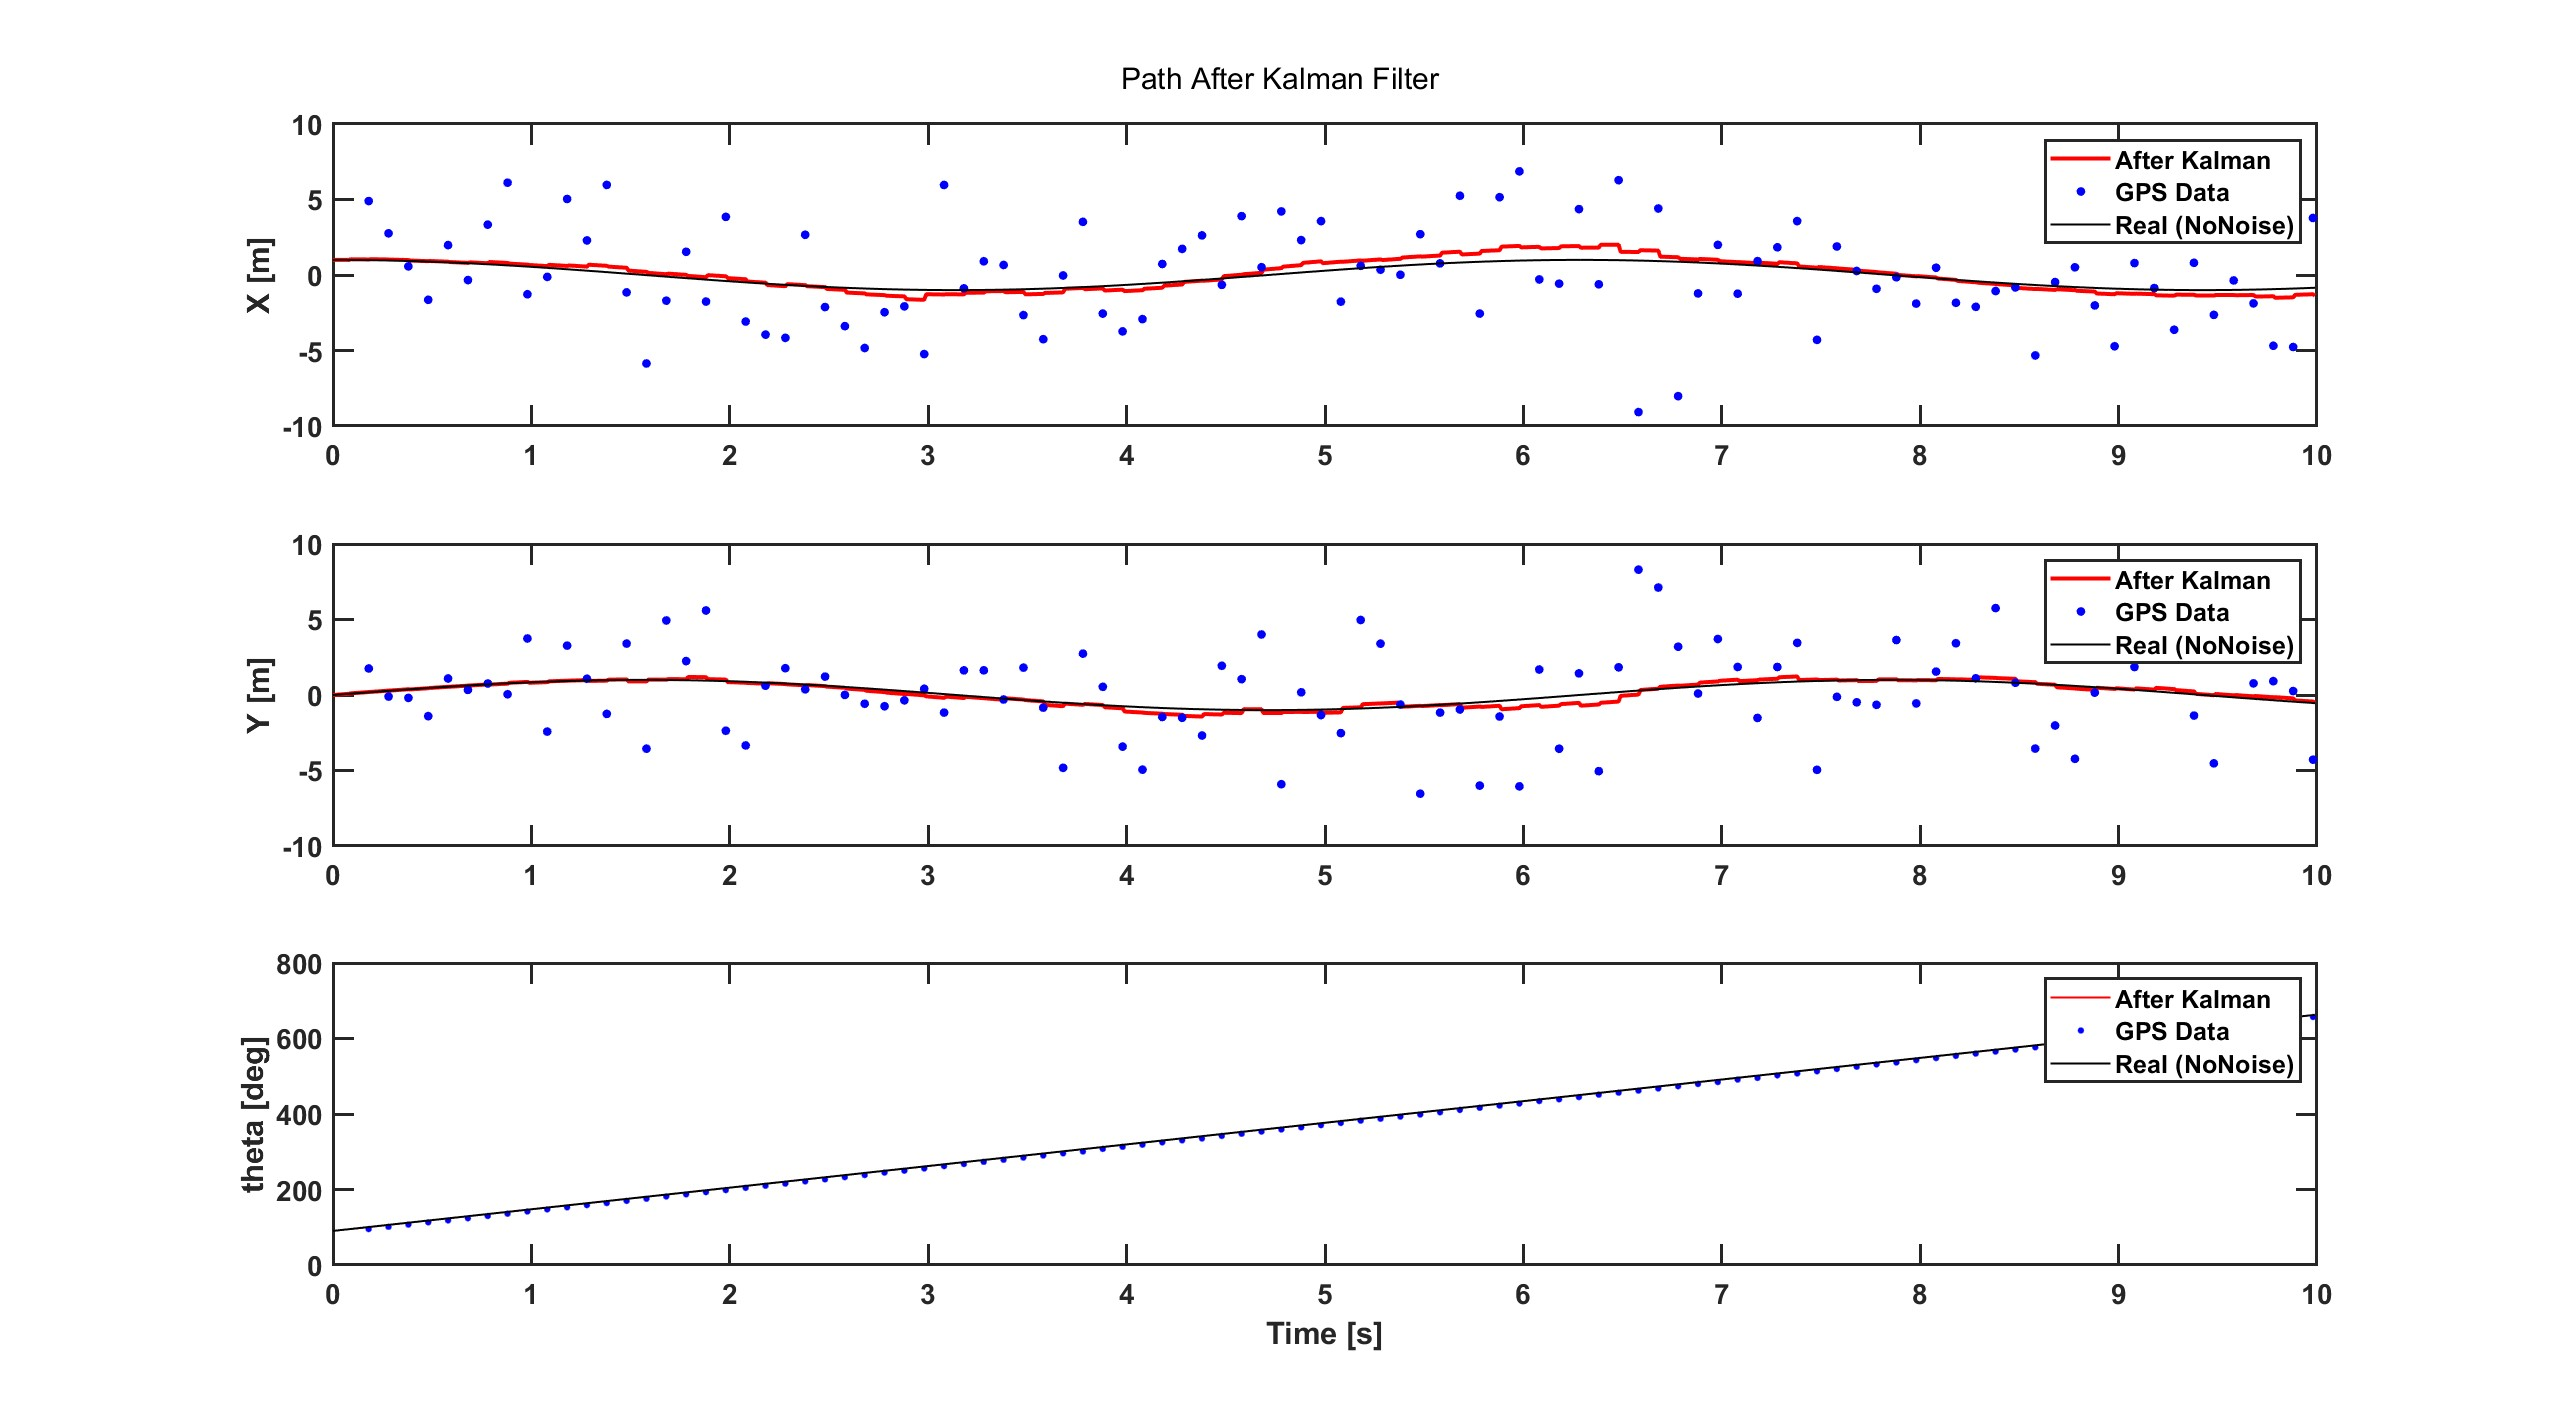 Path After Kalman Filter
10
5
0
-5
-10
X [m]
After Kalman
GPS Data
Real (NoNoise)
0 1 2 3 4 5 6 7 8 9 10
10
5
0
-5
-10
Y [m]
After Kalman
GPS Data
Real (NoNoise)
0 1 2 3 4 5 6 7 8 9 10
800
600
400
200
0
theta [deg]
After Kalman
GPS Data
Real (NoNoise)
0 1 2 3 4 5 6 7 8 9 10
Time [s]